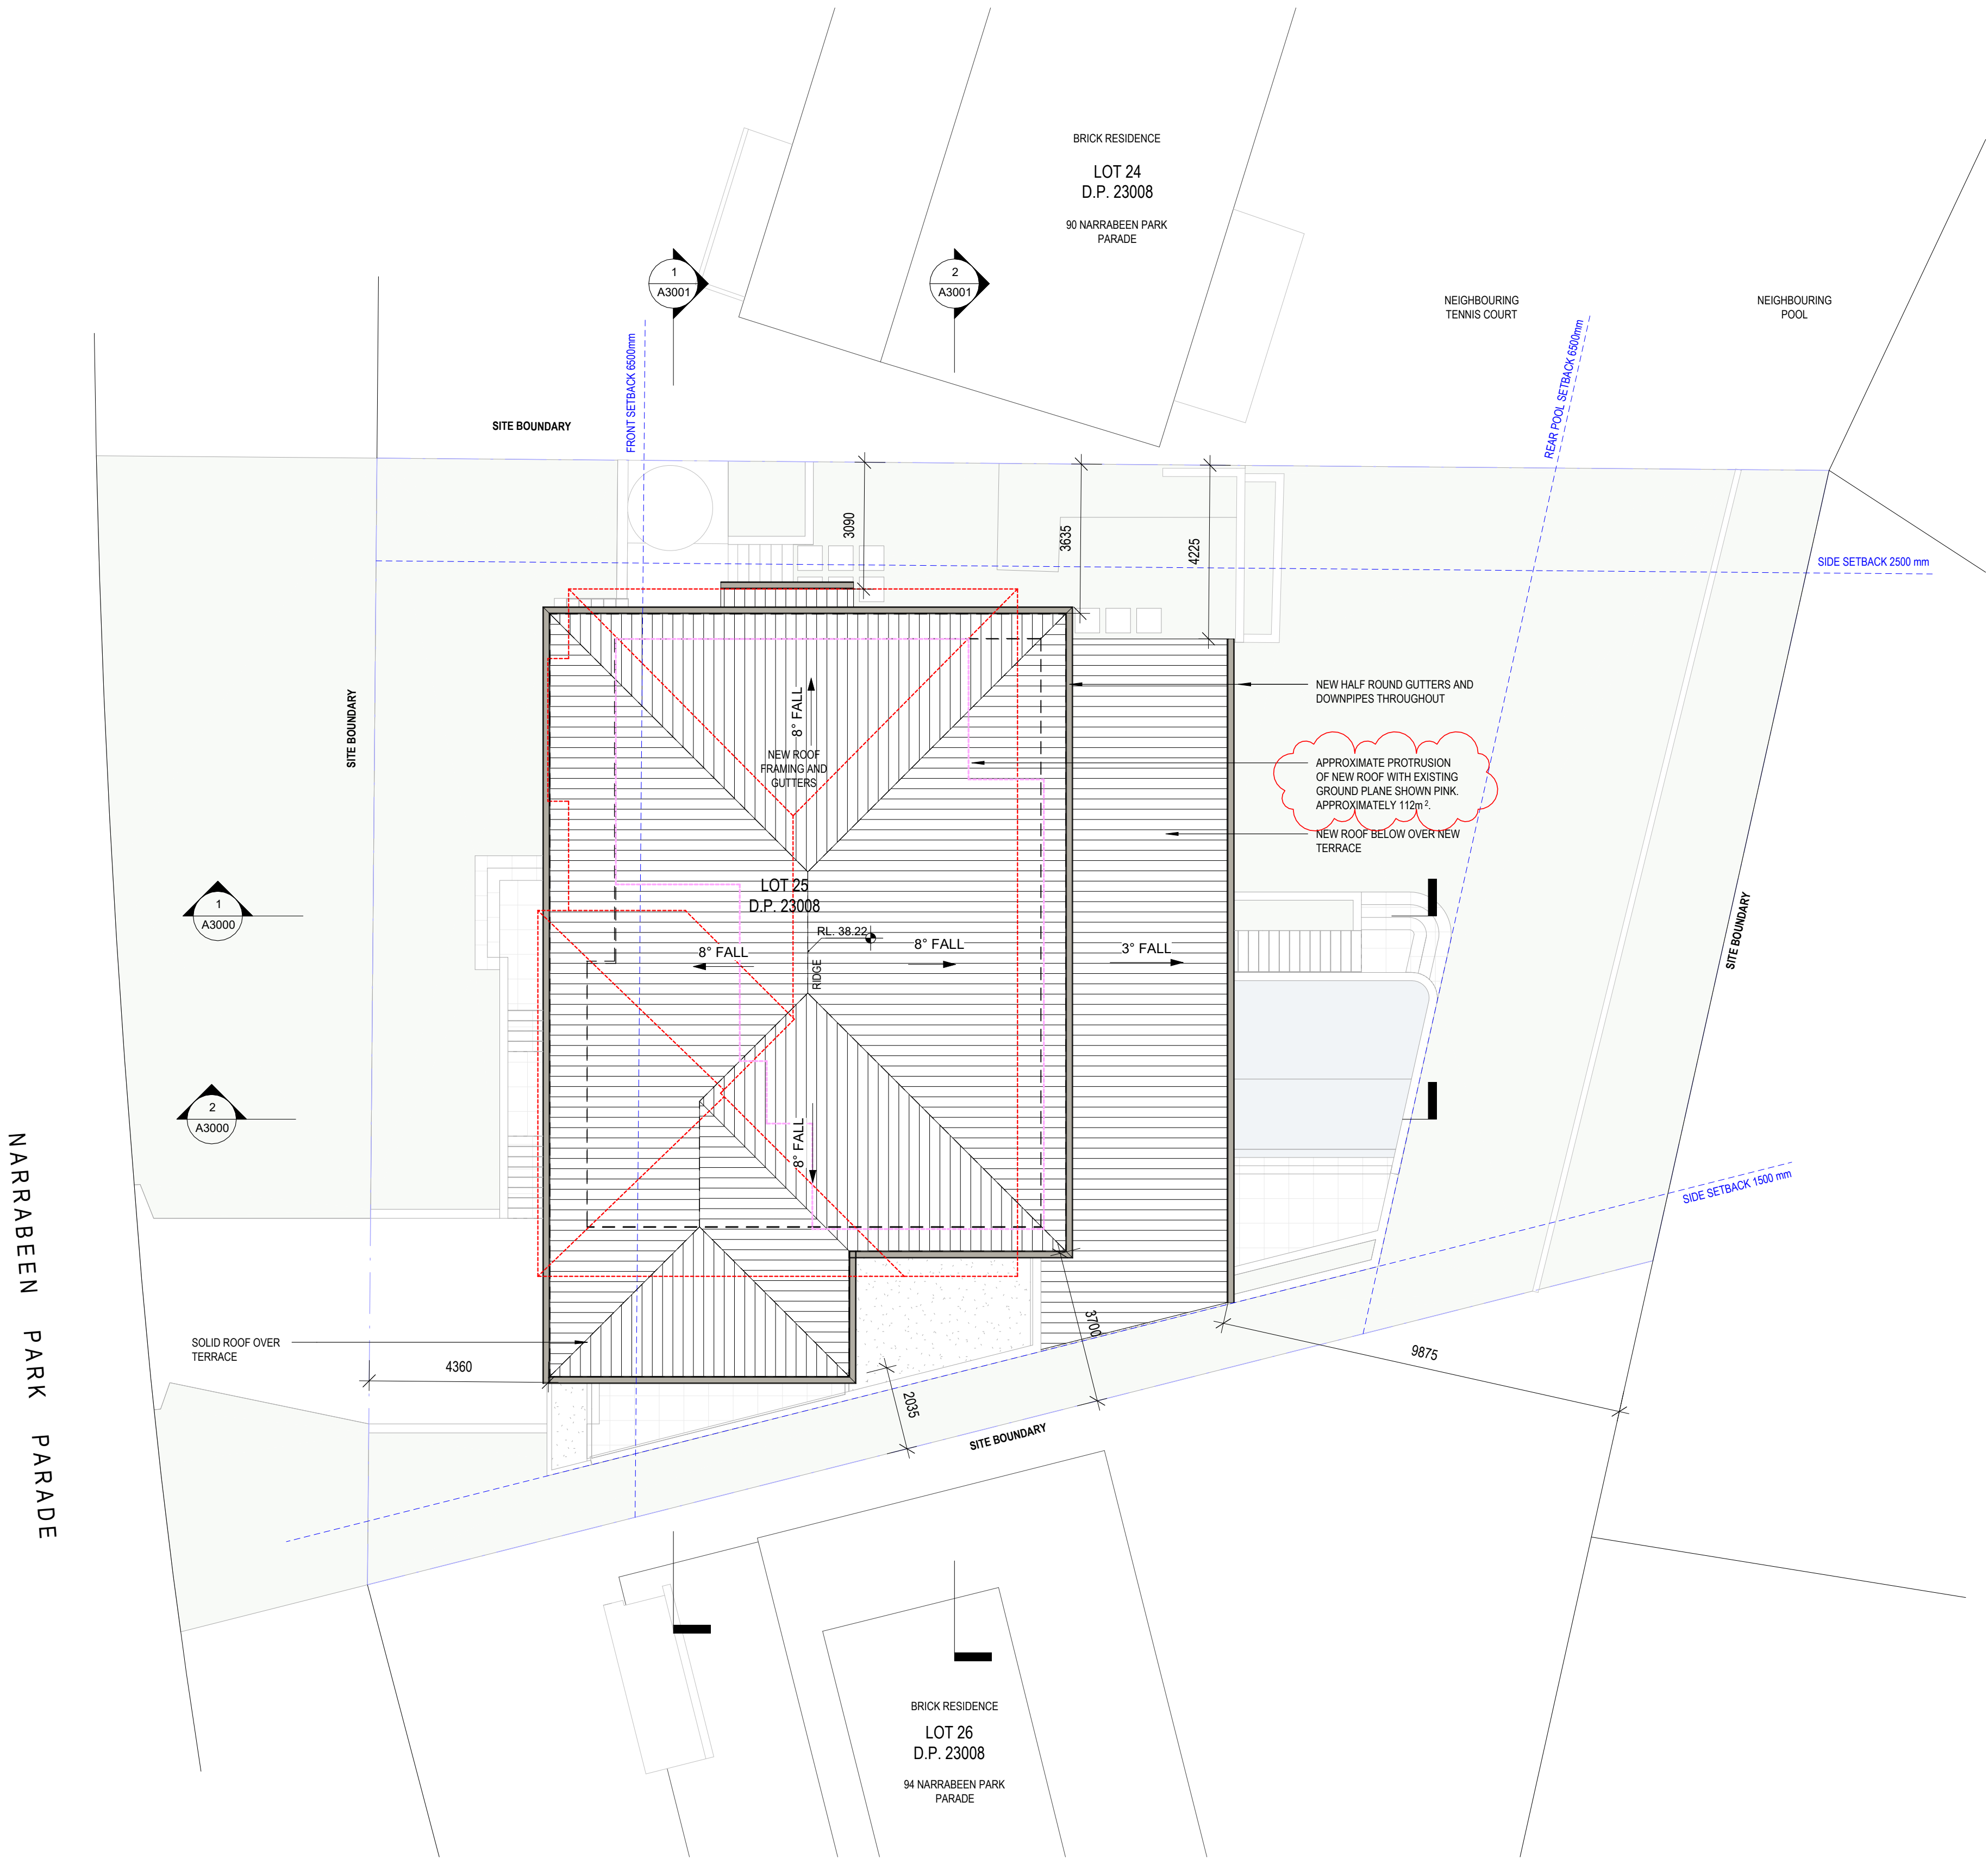 BRICK RESIDENCE
LOT 24
D.P. 23008
90 NARRABEEN PARK
PARADE
1
A3001
2
A3001
NEIGHBOURING
TENNIS COURT
NEIGHBOURING
POOL
FRONT SETBACK 6500mm
REAR POOL SETBACK 6500mm
SITE BOUNDARY
3090
3635
4225
SIDE SETBACK 2500 mm
SITE BOUNDARY
8° FALL
NEW ROOF
FRAMING AND
GUTTERS
NEW HALF ROUND GUTTERS AND
DOWNPIPES THROUGHOUT
APPROXIMATE PROTRUSION
OF NEW ROOF WITH EXISTING
GROUND PLANE SHOWN PINK.
APPROXIMATELY 112m².
NEW ROOF BELOW OVER NEW
TERRACE
LOT 25
D.P. 23008
1
A3000
RL. 38.22
8° FALL
8° FALL
3° FALL
RIDGE
SITE BOUNDARY
2
A3000
8° FALL
SIDE SETBACK 1500 mm
NARRABEEN PARK PARADE
SOLID ROOF OVER
TERRACE
4360
3700
9875
2035
SITE BOUNDARY
BRICK RESIDENCE
LOT 26
D.P. 23008
94 NARRABEEN PARK
PARADE